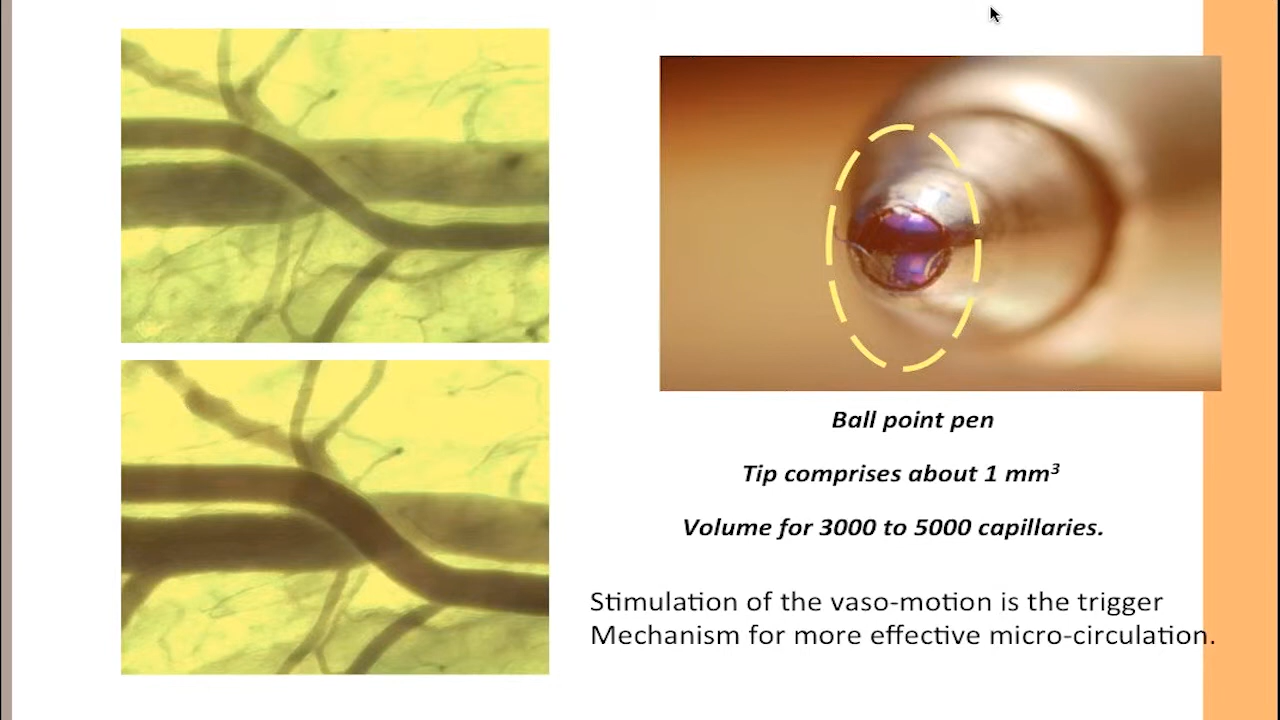 Ball point pen
Tip comprises about 1 mm³
Volume for 3000 to 5000 capillaries.
Stimulation of the vaso-motion is the trigger
Mechanism for more effective micro-circulation.